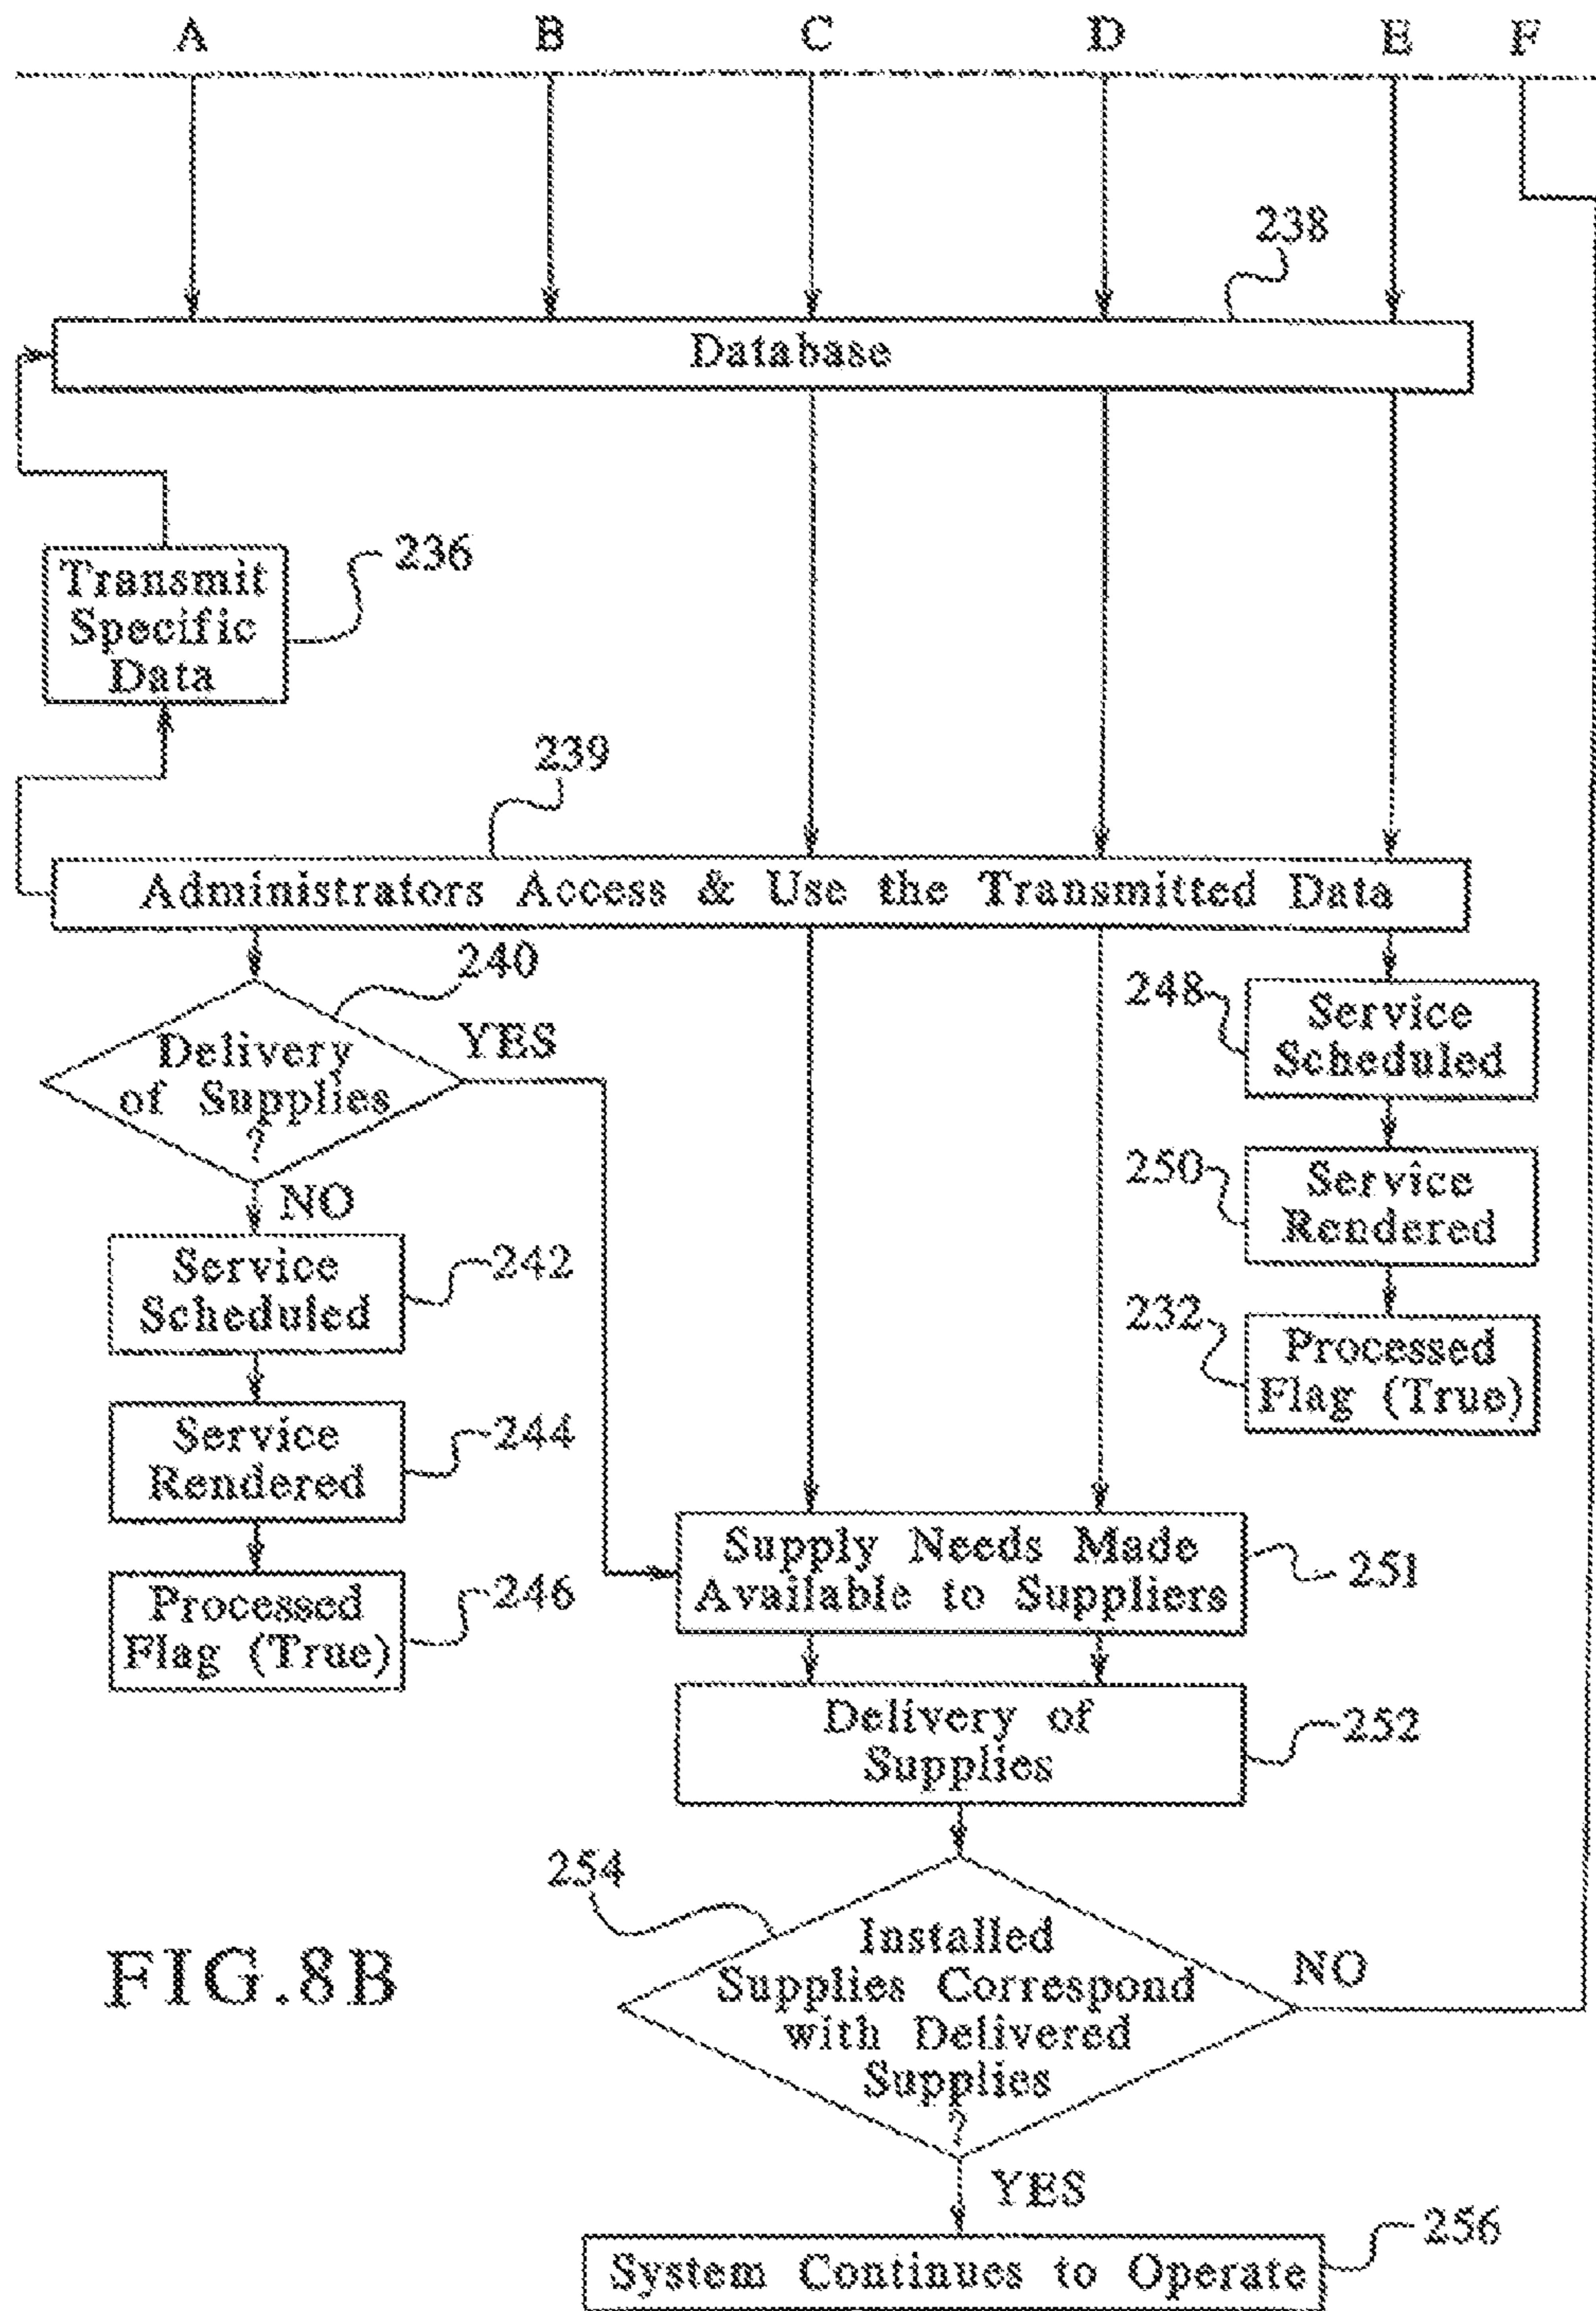 A B C D E F
238
Database
236
Transmit
Specific
Data
239
Administrators Access & Use the Transmitted Data
240
Delivery
of Supplies
?
YES
NO
248
Service
Scheduled
250
Service
Rendered
232
Processed
Flag (True)
Service
Scheduled
242
Service
Rendered
244
Processed
Flag (True)
246
Supply Needs Made
Available to Suppliers
251
Delivery of
Supplies
252
254
Installed
Supplies Correspond
with Delivered
Supplies
?
NO
YES
FIG.8B
System Continues to Operate
256